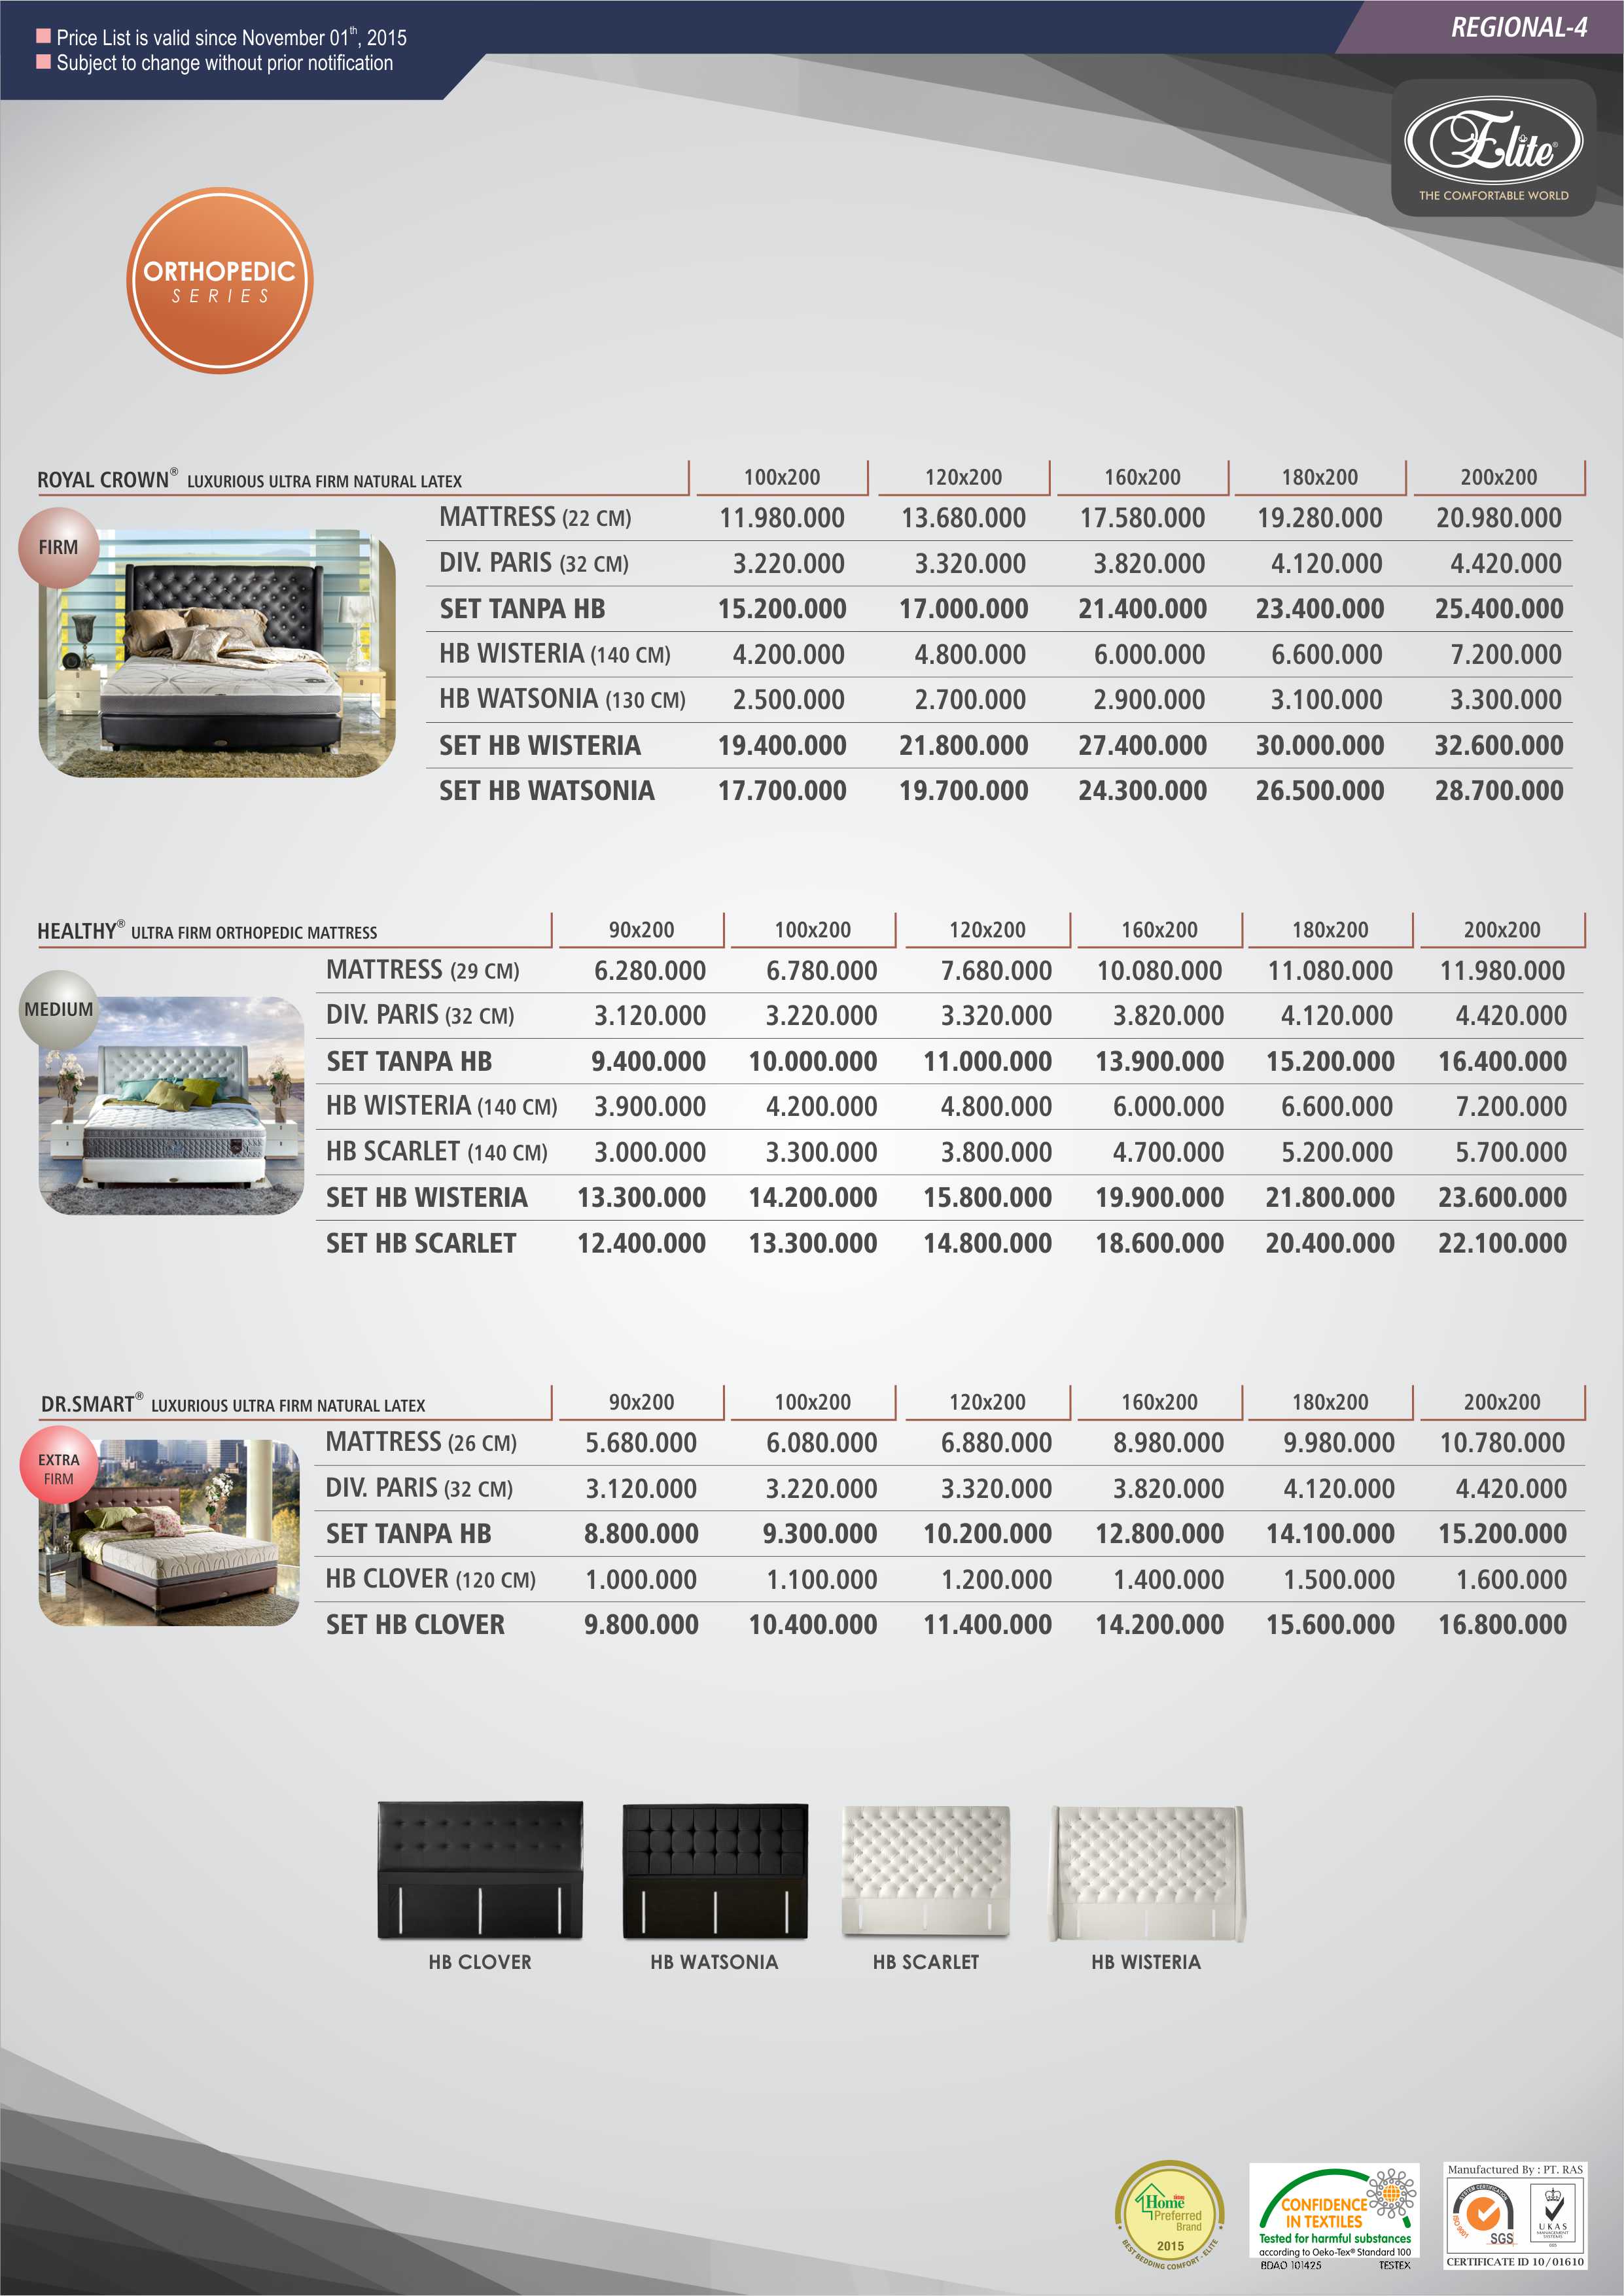 Price List is valid since November 01th, 2015
Subject to change without prior notification
REGIONAL-4
Elite®
THE COMFORTABLE WORLD
ORTHOPEDIC
SERIES
ROYAL CROWN® LUXURIOUS ULTRA FIRM NATURAL LATEX 100x200 120x200 160x200 180x200 200x200
FIRM
MATTRESS (22 CM) 11.980.000 13.680.000 17.580.000 19.280.000 20.980.000
DIV. PARIS (32 CM) 3.220.000 3.320.000 3.820.000 4.120.000 4.420.000
SET TANPA HB 15.200.000 17.000.000 21.400.000 23.400.000 25.400.000
HB WISTERIA (140 CM) 4.200.000 4.800.000 6.000.000 6.600.000 7.200.000
HB WATSONIA (130 CM) 2.500.000 2.700.000 2.900.000 3.100.000 3.300.000
SET HB WISTERIA 19.400.000 21.800.000 27.400.000 30.000.000 32.600.000
SET HB WATSONIA 17.700.000 19.700.000 24.300.000 26.500.000 28.700.000
HEALTHY® ULTRA FIRM ORTHOPEDIC MATTRESS 90x200 100x200 120x200 160x200 180x200 200x200
MEDIUM
MATTRESS (29 CM) 6.280.000 6.780.000 7.680.000 10.080.000 11.080.000 11.980.000
DIV. PARIS (32 CM) 3.120.000 3.220.000 3.320.000 3.820.000 4.120.000 4.420.000
SET TANPA HB 9.400.000 10.000.000 11.000.000 13.900.000 15.200.000 16.400.000
HB WISTERIA (140 CM) 3.900.000 4.200.000 4.800.000 6.000.000 6.600.000 7.200.000
HB SCARLET (140 CM) 3.000.000 3.300.000 3.800.000 4.700.000 5.200.000 5.700.000
SET HB WISTERIA 13.300.000 14.200.000 15.800.000 19.900.000 21.800.000 23.600.000
SET HB SCARLET 12.400.000 13.300.000 14.800.000 18.600.000 20.400.000 22.100.000
DR.SMART® LUXURIOUS ULTRA FIRM NATURAL LATEX 90x200 100x200 120x200 160x200 180x200 200x200
EXTRA
FIRM
MATTRESS (26 CM) 5.680.000 6.080.000 6.880.000 8.980.000 9.980.000 10.780.000
DIV. PARIS (32 CM) 3.120.000 3.220.000 3.320.000 3.820.000 4.120.000 4.420.000
SET TANPA HB 8.800.000 9.300.000 10.200.000 12.800.000 14.100.000 15.200.000
HB CLOVER (120 CM) 1.000.000 1.100.000 1.200.000 1.400.000 1.500.000 1.600.000
SET HB CLOVER 9.800.000 10.400.000 11.400.000 14.200.000 15.600.000 16.800.000
HB CLOVER HB WATSONIA HB SCARLET HB WISTERIA
Home
Preferred
Brand
2015
BEST BEDDING COMFORT - ELITE
CONFIDENCE
IN TEXTILES
Tested for harmful substances
according to Oeko-Tex® Standard 100
BDAO 101425 TESTEX
Manufactured By : PT. RAS
SYSTEM CERTIFICATION
ISO 9001
SGS
UKAS
MANAGEMENT
SYSTEMS
CERTIFICATE ID 10/01610